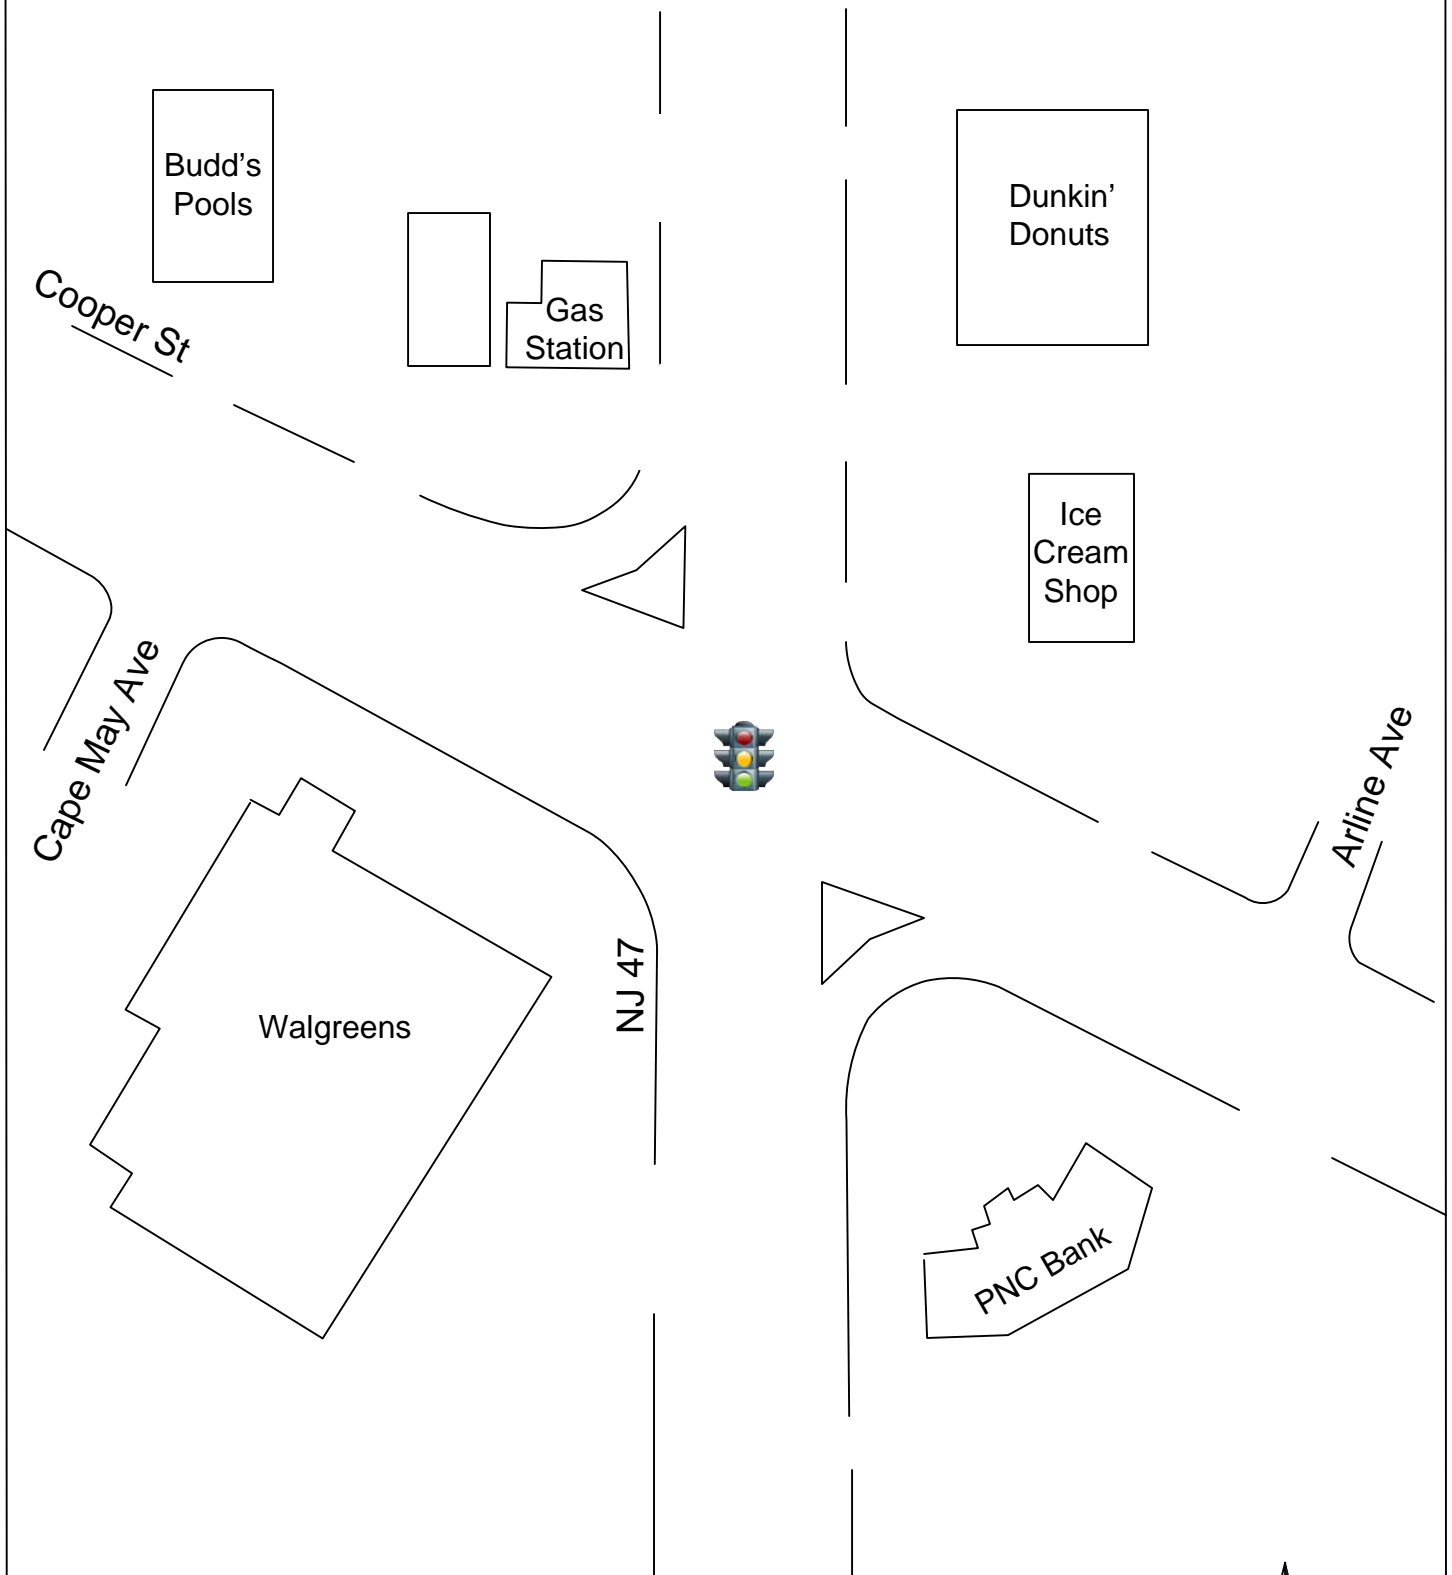 Budd’s
Pools
Dunkin’
Donuts
Cooper St
Gas
Station
Ice
Cream
Shop
Cape May Ave
Arline Ave
NJ 47
Walgreens
PNC Bank